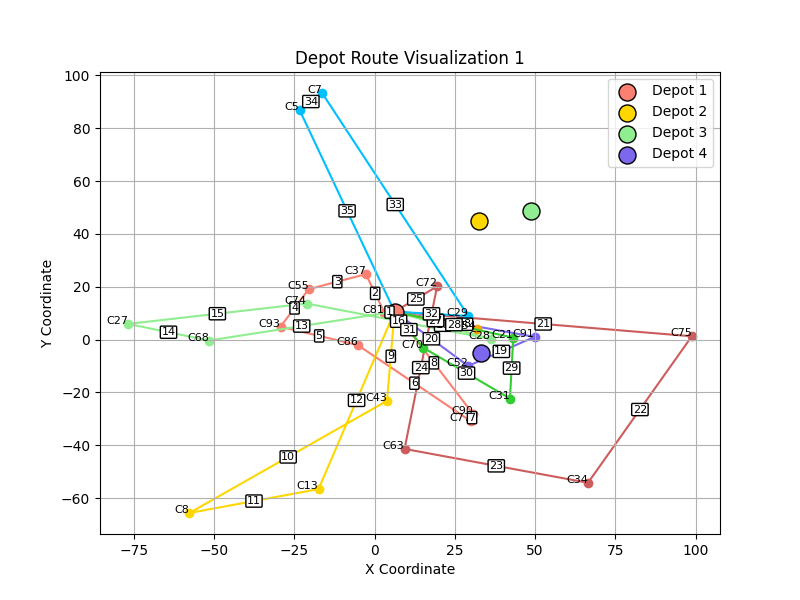 Depot Route Visualization 1
100
80
60
40
20
0
−20
−40
−60
−75
−50
−25
0
25
50
75
100
X Coordinate
Y Coordinate
Depot 1
Depot 2
Depot 3
Depot 4
C7
C5
34
33
35
C37
C55
3
2
C72
25
C74
4
C81
1
C27
15
14
C68
13
C93
5
C86
16
32
C29
31
20
C28
C21
C91
21
C75
19
C70
9
8
24
C52
30
29
6
12
C43
C31
22
C99
7
10
C63
23
C34
C13
11
C8